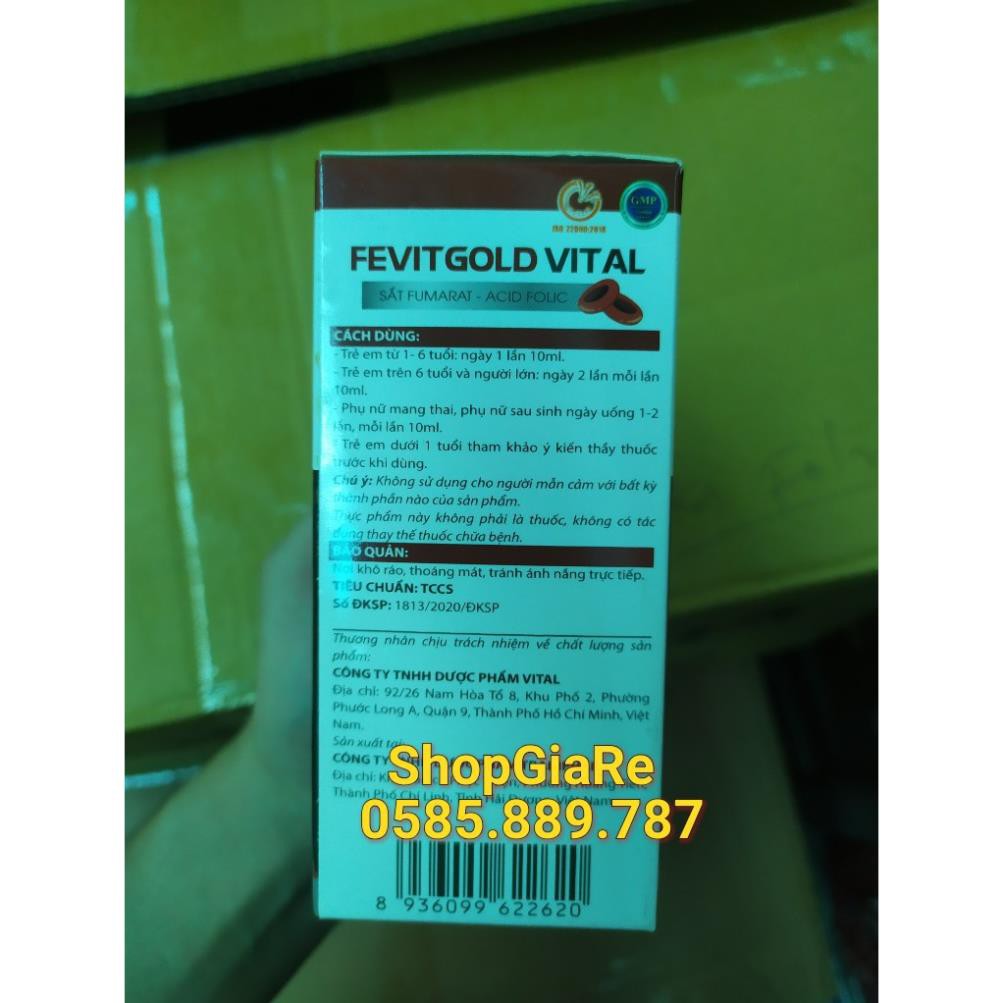 ISO 22000:2018
GMP
FEVITGOLD VITAL
SẮT FUMARAT - ACID FOLIC
CÁCH DÙNG:
- Trẻ em từ 1- 6 tuổi: ngày 1 lần 10ml.
- Trẻ em trên 6 tuổi và người lớn: ngày 2 lần mỗi lần
10ml.
- Phụ nữ mang thai, phụ nữ sau sinh ngày uống 1-2
lần, mỗi lần 10ml.
- Trẻ em dưới 1 tuổi tham khảo ý kiến thầy thuốc
trước khi dùng.
Chú ý: Không sử dụng cho người mẫn cảm với bất kỳ
thành phần nào của sản phẩm.
Thực phẩm này không phải là thuốc, không có tác
dụng thay thế thuốc chữa bệnh.
BẢO QUẢN:
Nơi khô ráo, thoáng mát, tránh ánh nắng trực tiếp.
TIÊU CHUẨN: TCCS
Số ĐKSP: 1813/2020/ĐKSP
Thương nhân chịu trách nhiệm về chất lượng sản
phẩm:
CÔNG TY TNHH DƯỢC PHẨM VITAL
Địa chỉ: 92/26 Nam Hòa Tổ 8, Khu Phố 2, Phường
Phước Long A, Quận 9, Thành Phố Hồ Chí Minh, Việt
Nam.
Sản xuất tại:
CÔNG TY
ShopGiaRe
Địa chỉ:
Thành Phố Chí Linh, Tỉnh Hải Dương, Việt Nam
0585.889.787
8 936099 622620